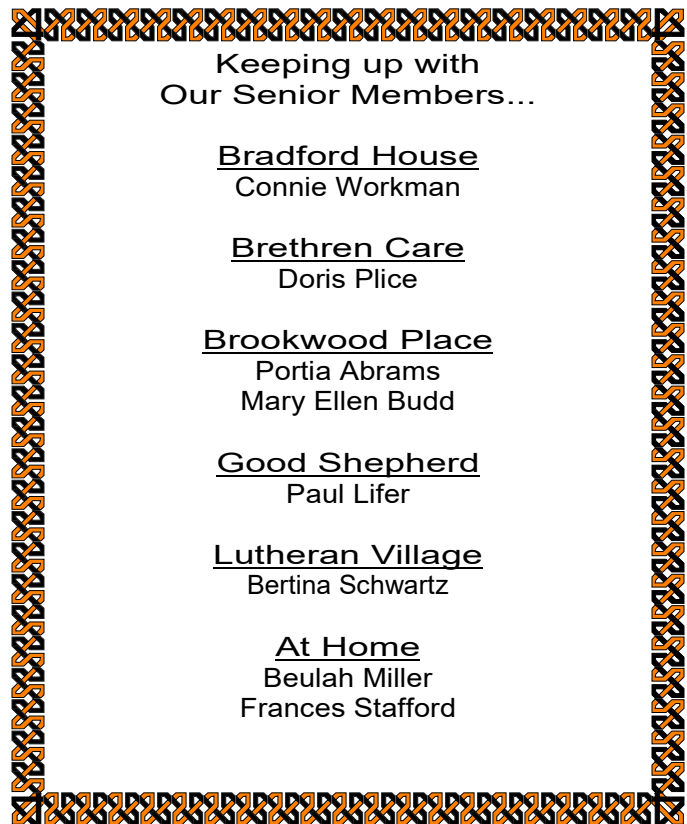 Keeping up with
Our Senior Members...
Bradford House
Connie Workman
Brethren Care
Doris Plice
Brookwood Place
Portia Abrams
Mary Ellen Budd
Good Shepherd
Paul Lifer
Lutheran Village
Bertina Schwartz
At Home
Beulah Miller
Frances Stafford